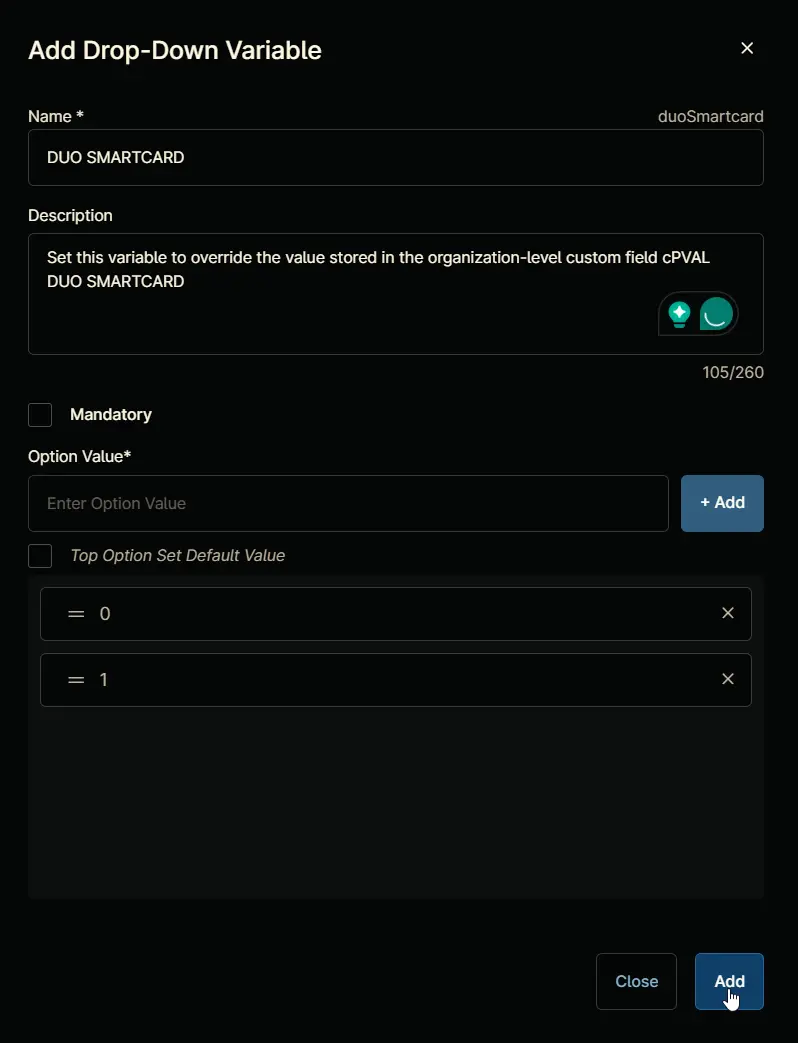 Add Drop-Down Variable
Name *
duoSmartcard
DUO SMARTCARD
Description
Set this variable to override the value stored in the organization-level custom field cPVAL
DUO SMARTCARD
105/260
Mandatory
Option Value*
Enter Option Value
+ Add
Top Option Set Default Value
0
1
Close
Add